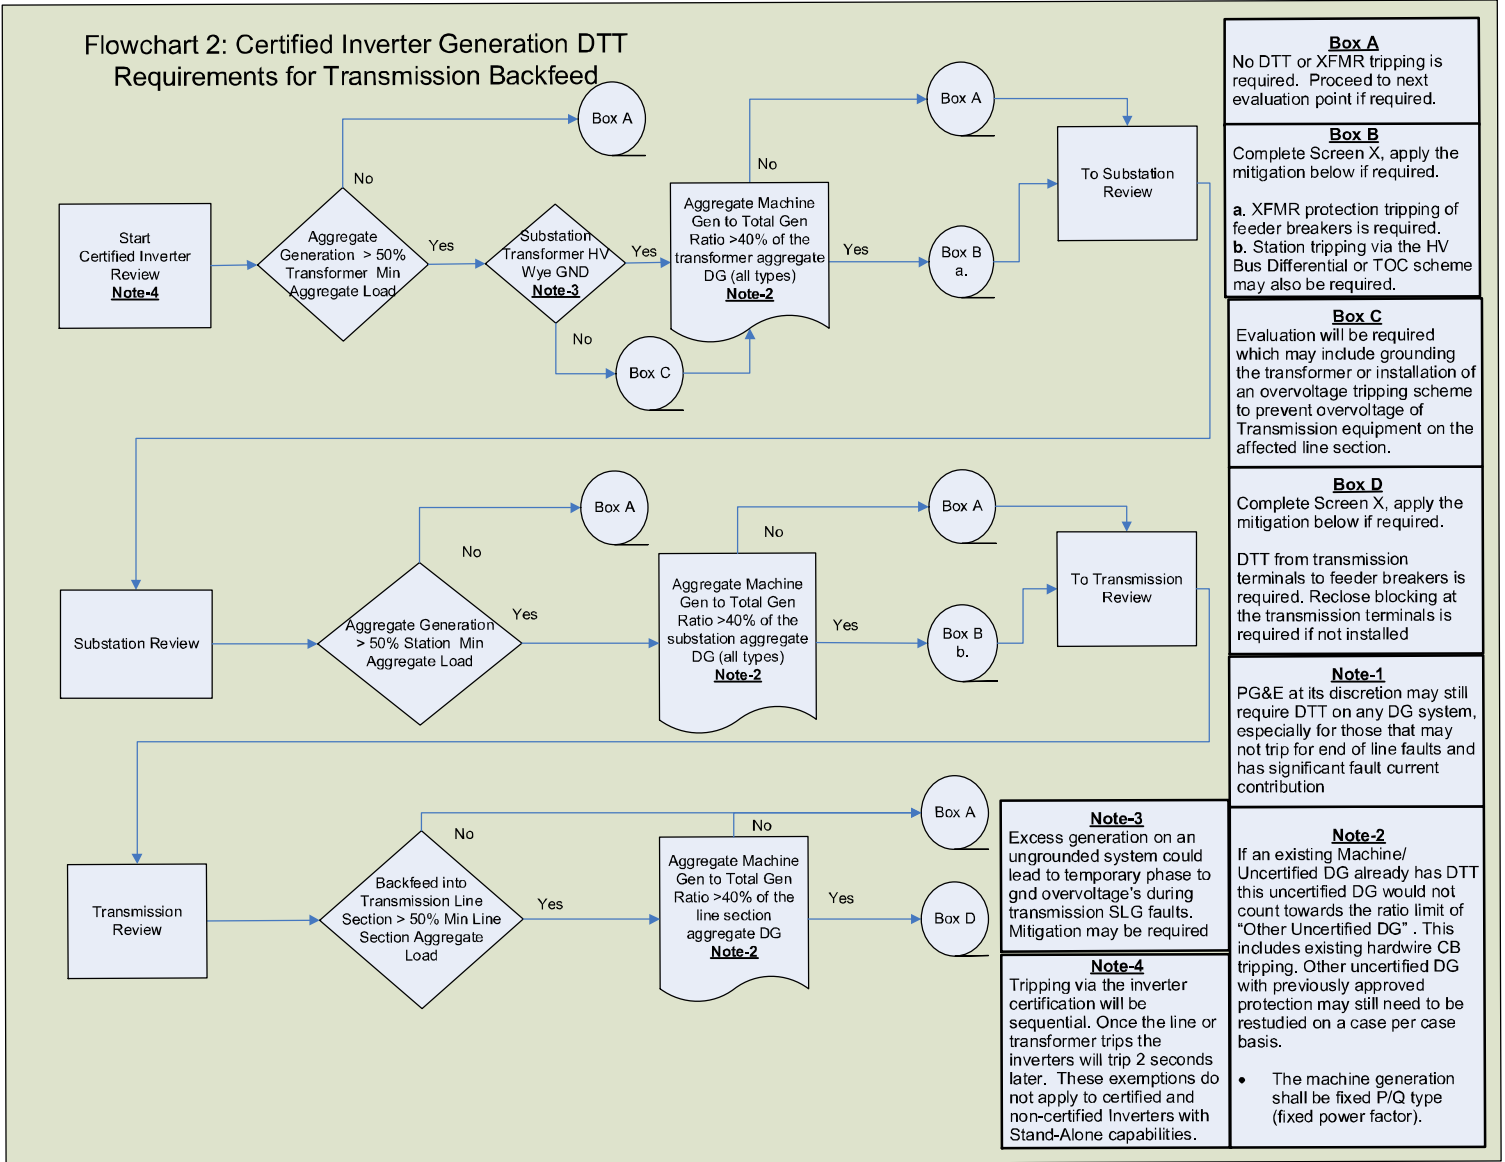 Flowchart 2: Certified Inverter Generation DTT
Requirements for Transmission Backfeed
Start
Certified Inverter
Review
Note-4
Aggregate
Generation > 50%
Transformer Min
Aggregate Load
No
Box A
Yes
Substation
Transformer HV
Wye GND
Note-3
Yes
No
Box C
Aggregate Machine
Gen to Total Gen
Ratio >40% of the
transformer aggregate
DG (all types)
Note-2
No
Box A
Yes
Box B
a.
To Substation
Review
Substation Review
Aggregate Generation
> 50% Station Min
Aggregate Load
No
Box A
Yes
Aggregate Machine
Gen to Total Gen
Ratio >40% of the
substation aggregate
DG (all types)
Note-2
No
Box A
Yes
Box B
b.
To Transmission
Review
Transmission
Review
Backfeed into
Transmission Line
Section > 50% Min Line
Section Aggregate
Load
No
Yes
Aggregate Machine
Gen to Total Gen
Ratio >40% of the
line section
aggregate DG
Note-2
No
Box A
Yes
Box D
Box A
No DTT or XFMR tripping is
required. Proceed to next
evaluation point if required.
Box B
Complete Screen X, apply the
mitigation below if required.
a. XFMR protection tripping of
feeder breakers is required.
b. Station tripping via the HV
Bus Differential or TOC scheme
may also be required.
Box C
Evaluation will be required
which may include grounding
the transformer or installation of
an overvoltage tripping scheme
to prevent overvoltage of
Transmission equipment on the
affected line section.
Box D
Complete Screen X, apply the
mitigation below if required.
DTT from transmission
terminals to feeder breakers is
required. Reclose blocking at
the transmission terminals is
required if not installed
Note-1
PG&E at its discretion may still
require DTT on any DG system,
especially for those that may
not trip for end of line faults and
has significant fault current
contribution
Note-2
If an existing Machine/
Uncertified DG already has DTT
this uncertified DG would not
count towards the ratio limit of
“Other Uncertified DG” . This
includes existing hardwire CB
tripping. Other uncertified DG
with previously approved
protection may still need to be
restudied on a case per case
basis.
• The machine generation
shall be fixed P/Q type
(fixed power factor).
Note-3
Excess generation on an
ungrounded system could
lead to temporary phase to
gnd overvoltage's during
transmission SLG faults.
Mitigation may be required
Note-4
Tripping via the inverter
certification will be
sequential. Once the line or
transformer trips the
inverters will trip 2 seconds
later. These exemptions do
not apply to certified and
non-certified Inverters with
Stand-Alone capabilities.